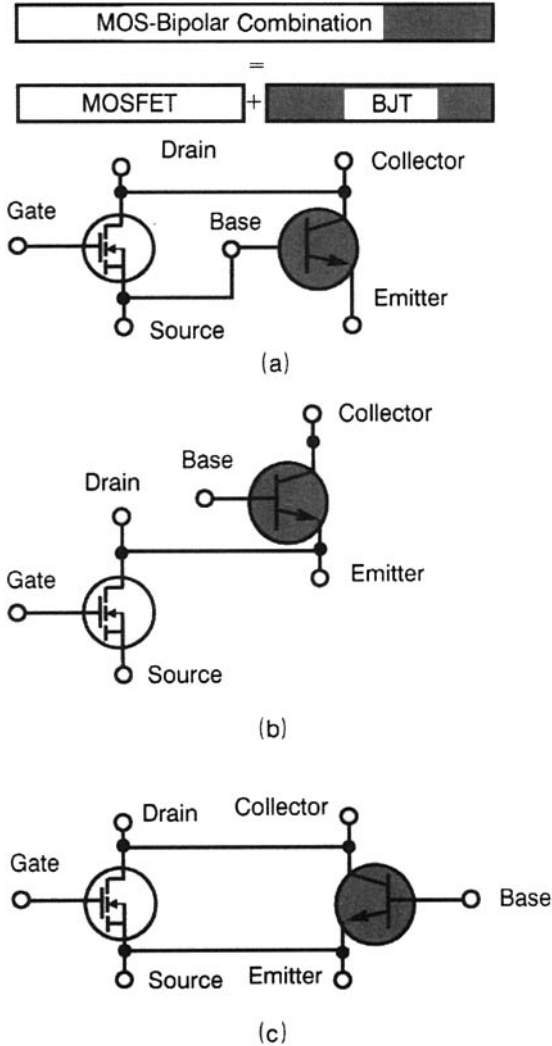 MOS-Bipolar Combination
=
MOSFET + BJT
Drain
Collector
Gate
Base
Emitter
Source
(a)
Collector
Base
Drain
Emitter
Gate
Source
(b)
Drain Collector
Gate
Base
Source Emitter
(c)